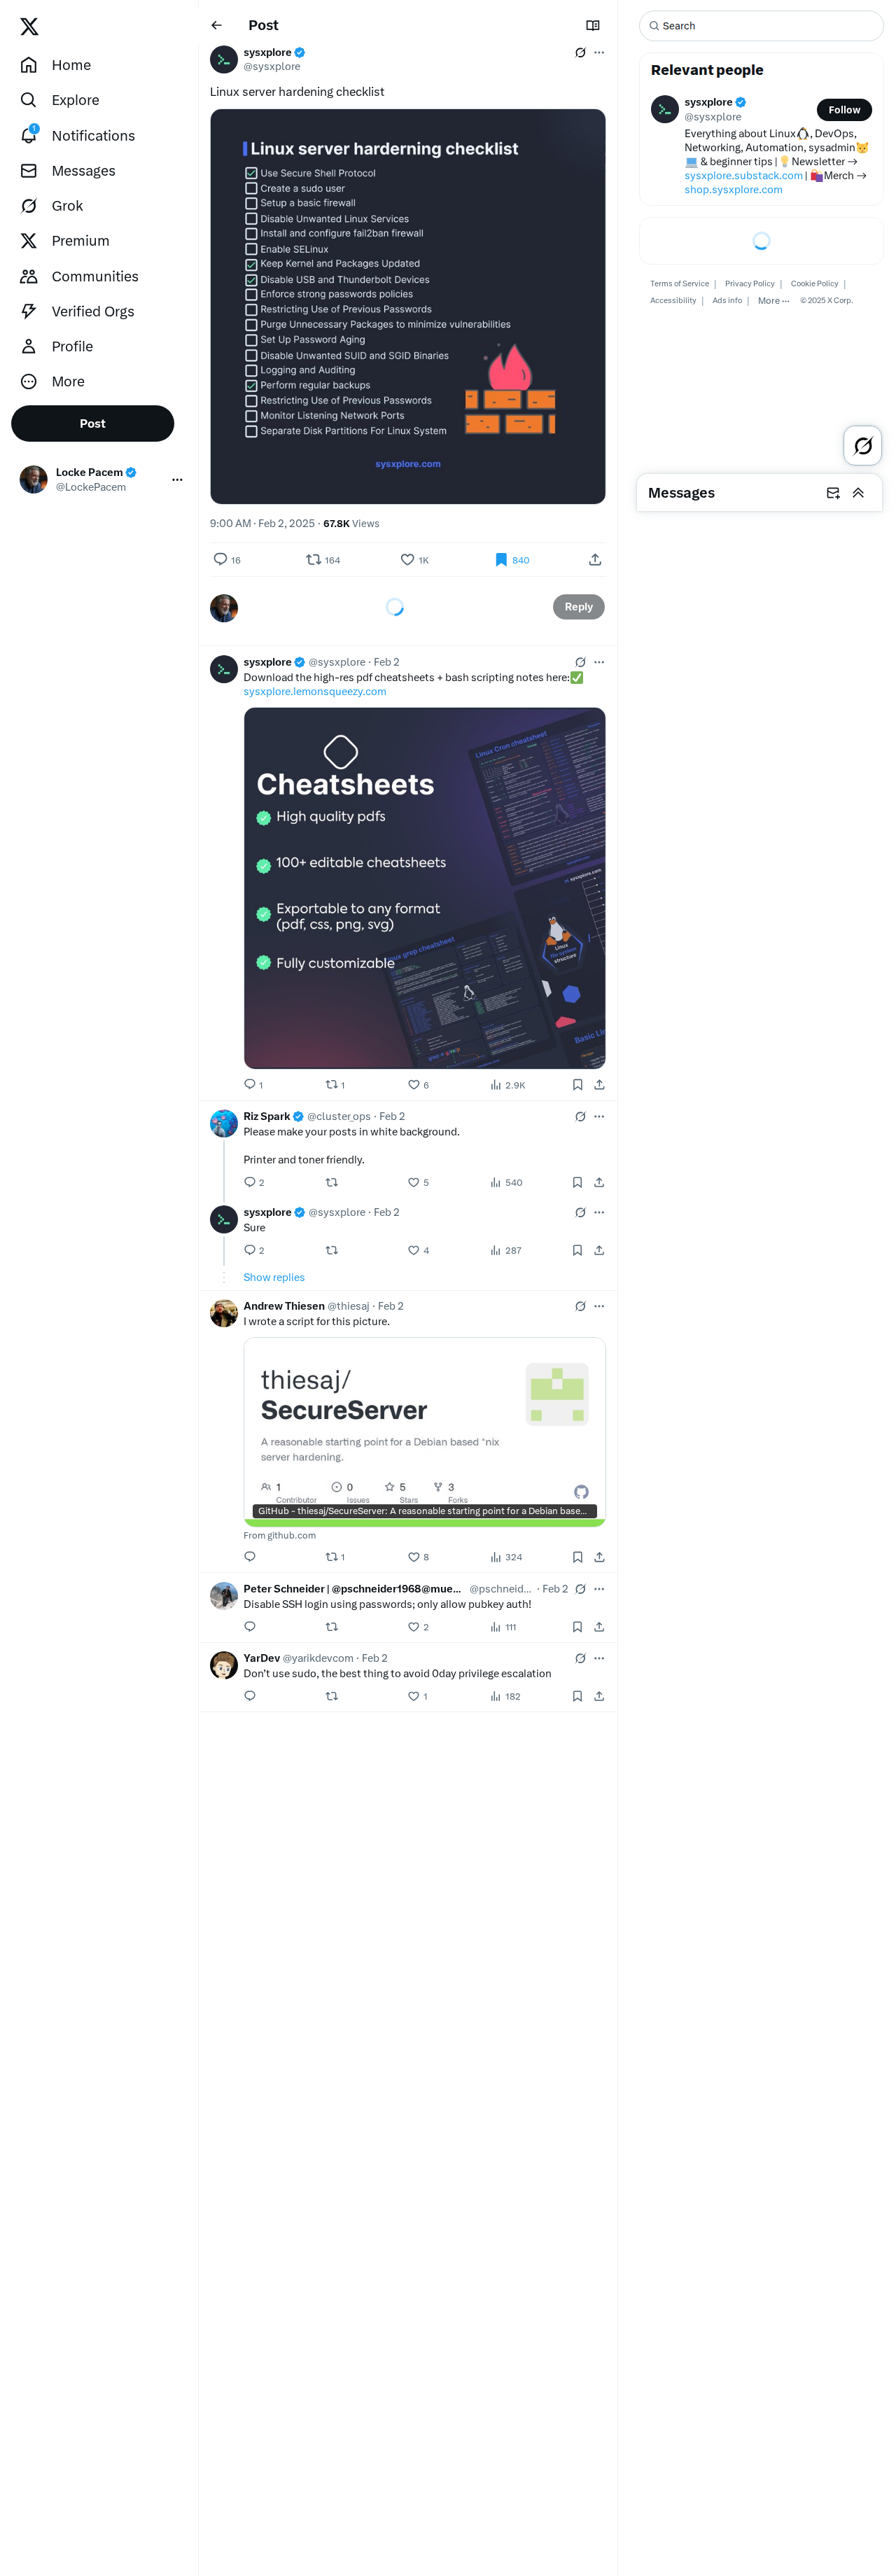 Home
Explore
1
Notifications
Messages
Grok
Premium
Communities
Verified Orgs
Profile
More
Post
Locke Pacem
@LockePacem
Post
sysxplore
@sysxplore
Linux server hardening checklist
Linux server harderning checklist
Use Secure Shell Protocol
Create a sudo user
Setup a basic firewall
Disable Unwanted Linux Services
Install and configure fail2ban firewall
Enable SELinux
Keep Kernel and Packages Updated
Disable USB and Thunderbolt Devices
Enforce strong passwords policies
Restricting Use of Previous Passwords
Purge Unnecessary Packages to minimize vulnerabilities
Set Up Password Aging
Disable Unwanted SUID and SGID Binaries
Logging and Auditing
Perform regular backups
Restricting Use of Previous Passwords
Monitor Listening Network Ports
Separate Disk Partitions For Linux System
sysxplore.com
9:00 AM · Feb 2, 2025 · 67.8K Views
16 164 1K 840
Reply
sysxplore @sysxplore · Feb 2
Download the high-res pdf cheatsheets + bash scripting notes here:✅
sysxplore.lemonsqueezy.com
Cheatsheets
High quality pdfs
100+ editable cheatsheets
Exportable to any format
(pdf, css, png, svg)
Fully customizable
Linux Cron cheatsheet
sysxplore.com
Linux
file system
structure
Linux grep cheatsheet
Basic Lin
1 1 6 2.9K
Riz Spark @cluster_ops · Feb 2
Please make your posts in white background.
Printer and toner friendly.
2 5 540
sysxplore @sysxplore · Feb 2
Sure
2 4 287
Show replies
Andrew Thiesen @thiesaj · Feb 2
I wrote a script for this picture.
thiesaj/
SecureServer
A reasonable starting point for a Debian based *nix
server hardening.
1 0 5 3
Contributor Issues Stars Forks
GitHub - thiesaj/SecureServer: A reasonable starting point for a Debian base...
From github.com
1 8 324
Peter Schneider | @pschneider1968@mue... @pschneid... · Feb 2
Disable SSH login using passwords; only allow pubkey auth!
2 111
YarDev @yarikdevcom · Feb 2
Don't use sudo, the best thing to avoid 0day privilege escalation
1 182
Search
Relevant people
sysxplore
@sysxplore
Follow
Everything about Linux🐧, DevOps,
Networking, Automation, sysadmin😼
💻 & beginner tips | 💡Newsletter →
sysxplore.substack.com | 🛍️Merch →
shop.sysxplore.com
Terms of Service | Privacy Policy | Cookie Policy |
Accessibility | Ads info | More ··· © 2025 X Corp.
Messages